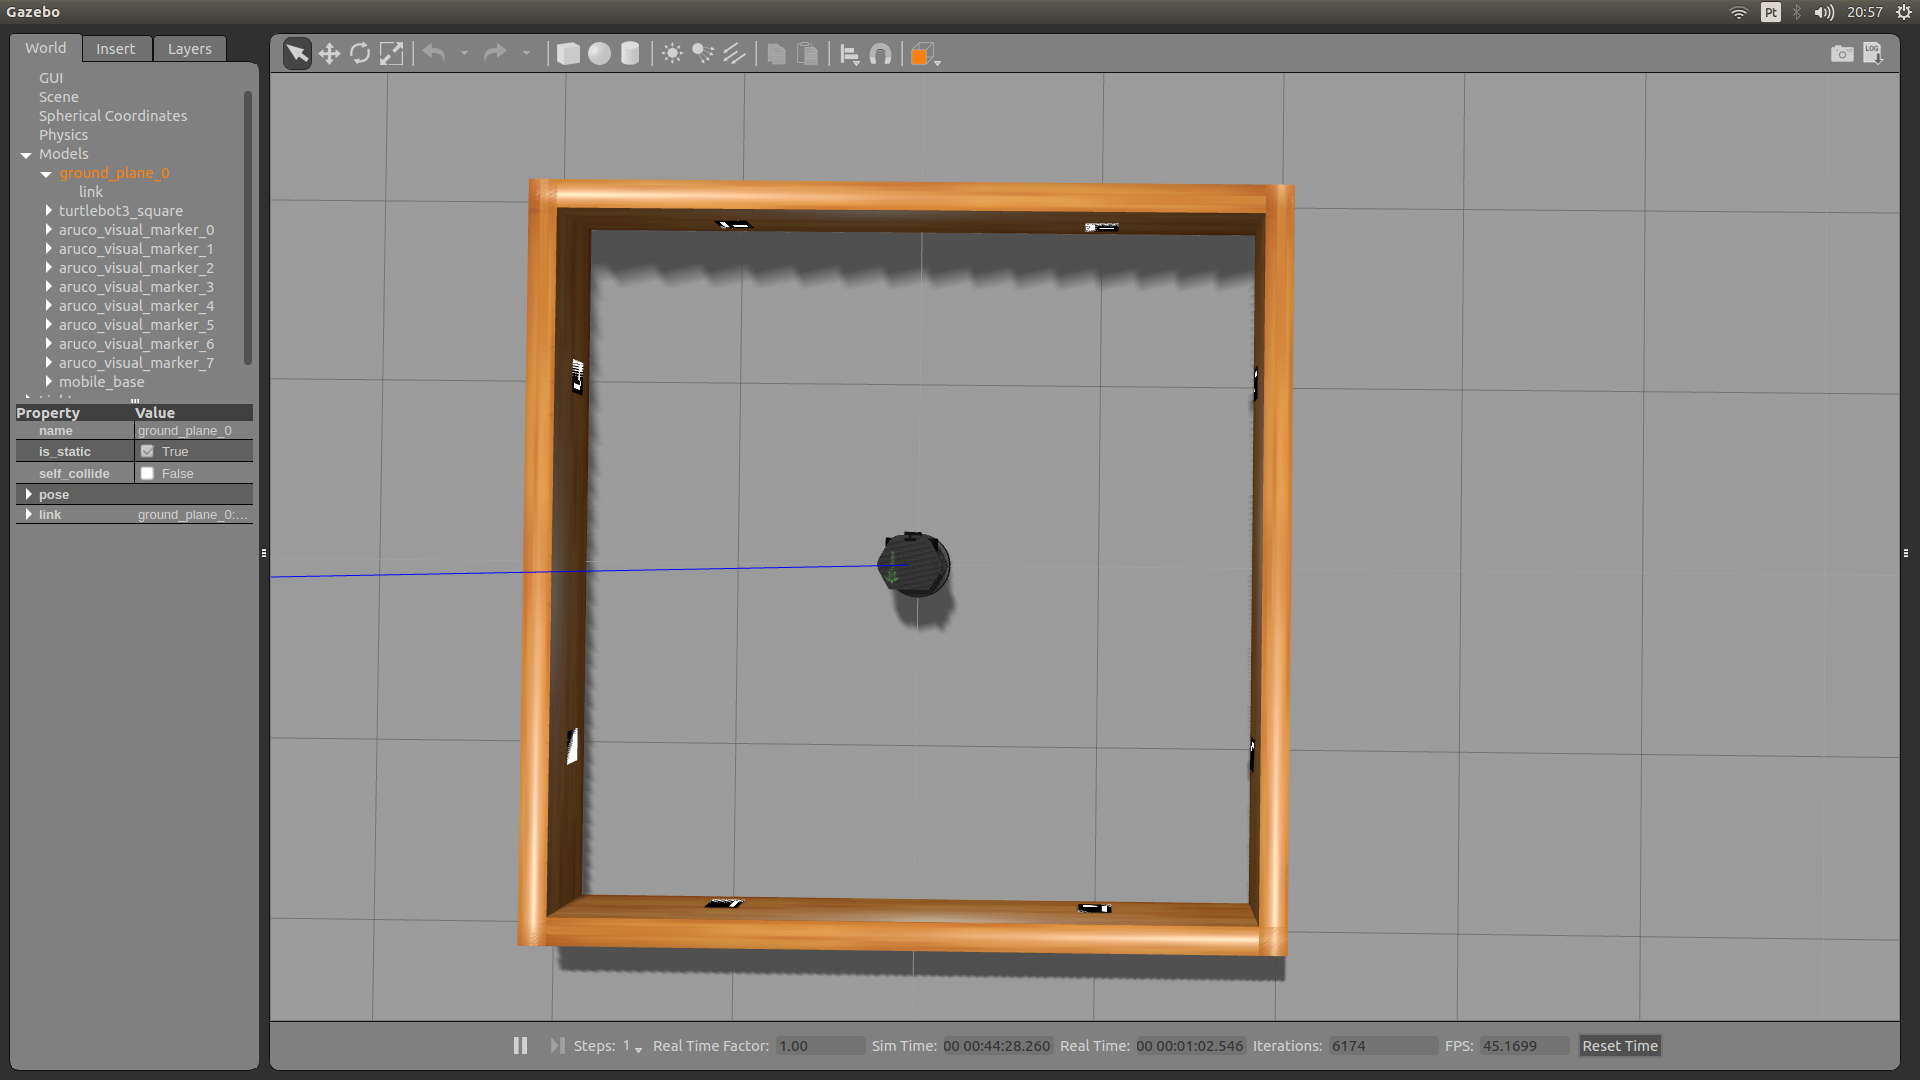 Gazebo
Pt
20:57
World Insert Layers
LOG
GUI
Scene
Spherical Coordinates
Physics
Models
ground_plane_0
link
turtlebot3_square
aruco_visual_marker_0
aruco_visual_marker_1
aruco_visual_marker_2
aruco_visual_marker_3
aruco_visual_marker_4
aruco_visual_marker_5
aruco_visual_marker_6
aruco_visual_marker_7
mobile_base
Property Value
name ground_plane_0
is_static True
self_collide False
pose
link ground_plane_0:...
Steps: 1 Real Time Factor: 1.00 Sim Time: 00 00:44:28.260 Real Time: 00 00:01:02.546 Iterations: 6174 FPS: 45.1699 Reset Time